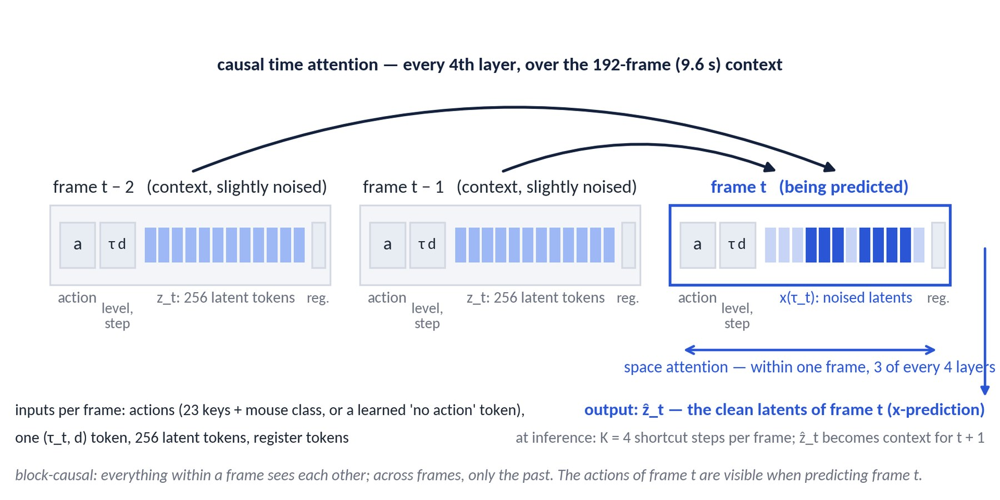 causal time attention — every 4th layer, over the 192-frame (9.6 s) context
frame t − 2 (context, slightly noised)
frame t − 1 (context, slightly noised)
frame t (being predicted)
a
τ d
a
τ d
a
τ d
action
level,
step
z_t: 256 latent tokens
reg.
action
level,
step
z_t: 256 latent tokens
reg.
action
level,
step
x(τ_t): noised latents
reg.
space attention — within one frame, 3 of every 4 layers
inputs per frame: actions (23 keys + mouse class, or a learned 'no action' token),
one (τ_t, d) token, 256 latent tokens, register tokens
output: ẑ_t — the clean latents of frame t (x-prediction)
at inference: K = 4 shortcut steps per frame; ẑ_t becomes context for t + 1
block-causal: everything within a frame sees each other; across frames, only the past. The actions of frame t are visible when predicting frame t.